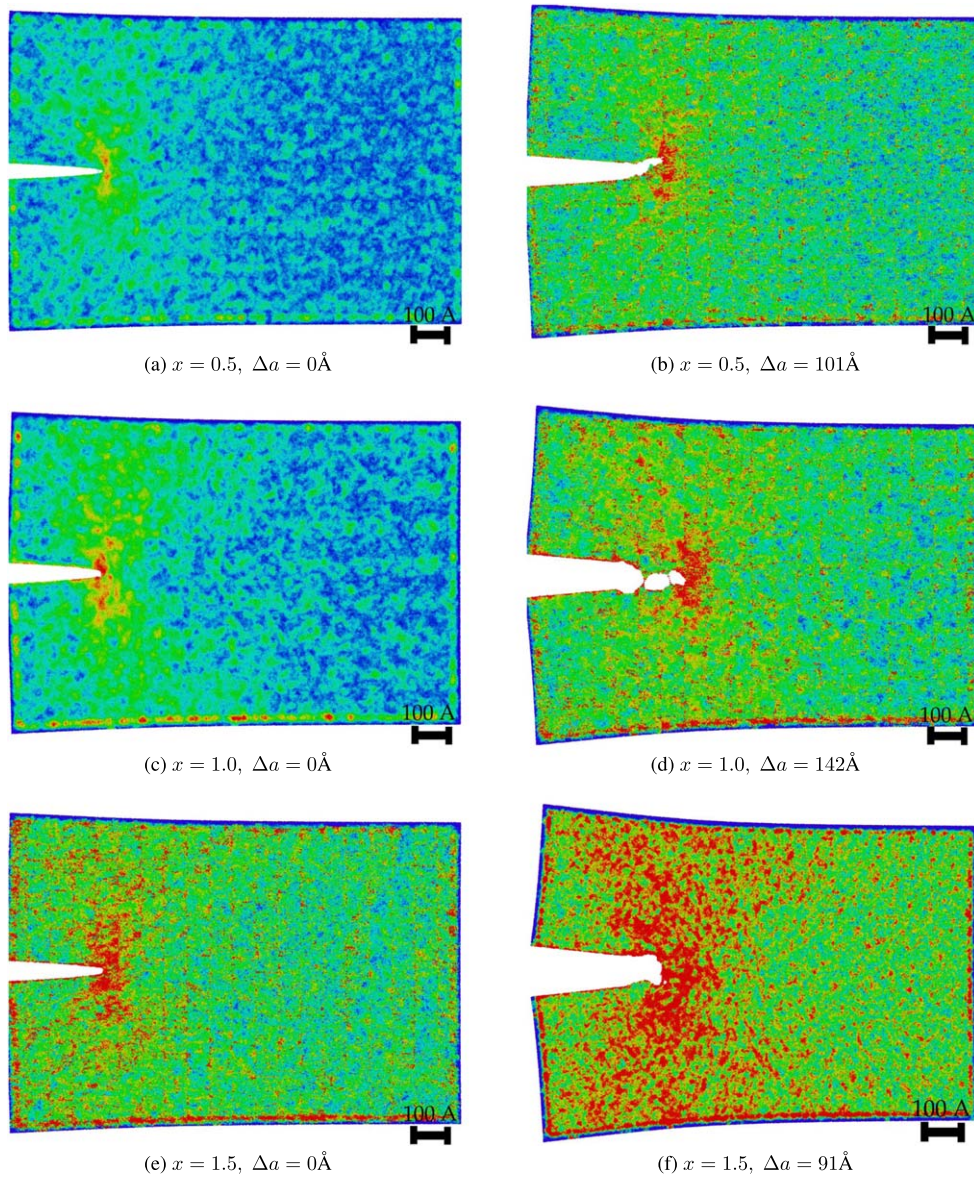 100 A
100 A
(a) x = 0.5, Δa = 0Å
(b) x = 0.5, Δa = 101Å
100 A
100 A
(c) x = 1.0, Δa = 0Å
(d) x = 1.0, Δa = 142Å
100 A
100 A
(e) x = 1.5, Δa = 0Å
(f) x = 1.5, Δa = 91Å